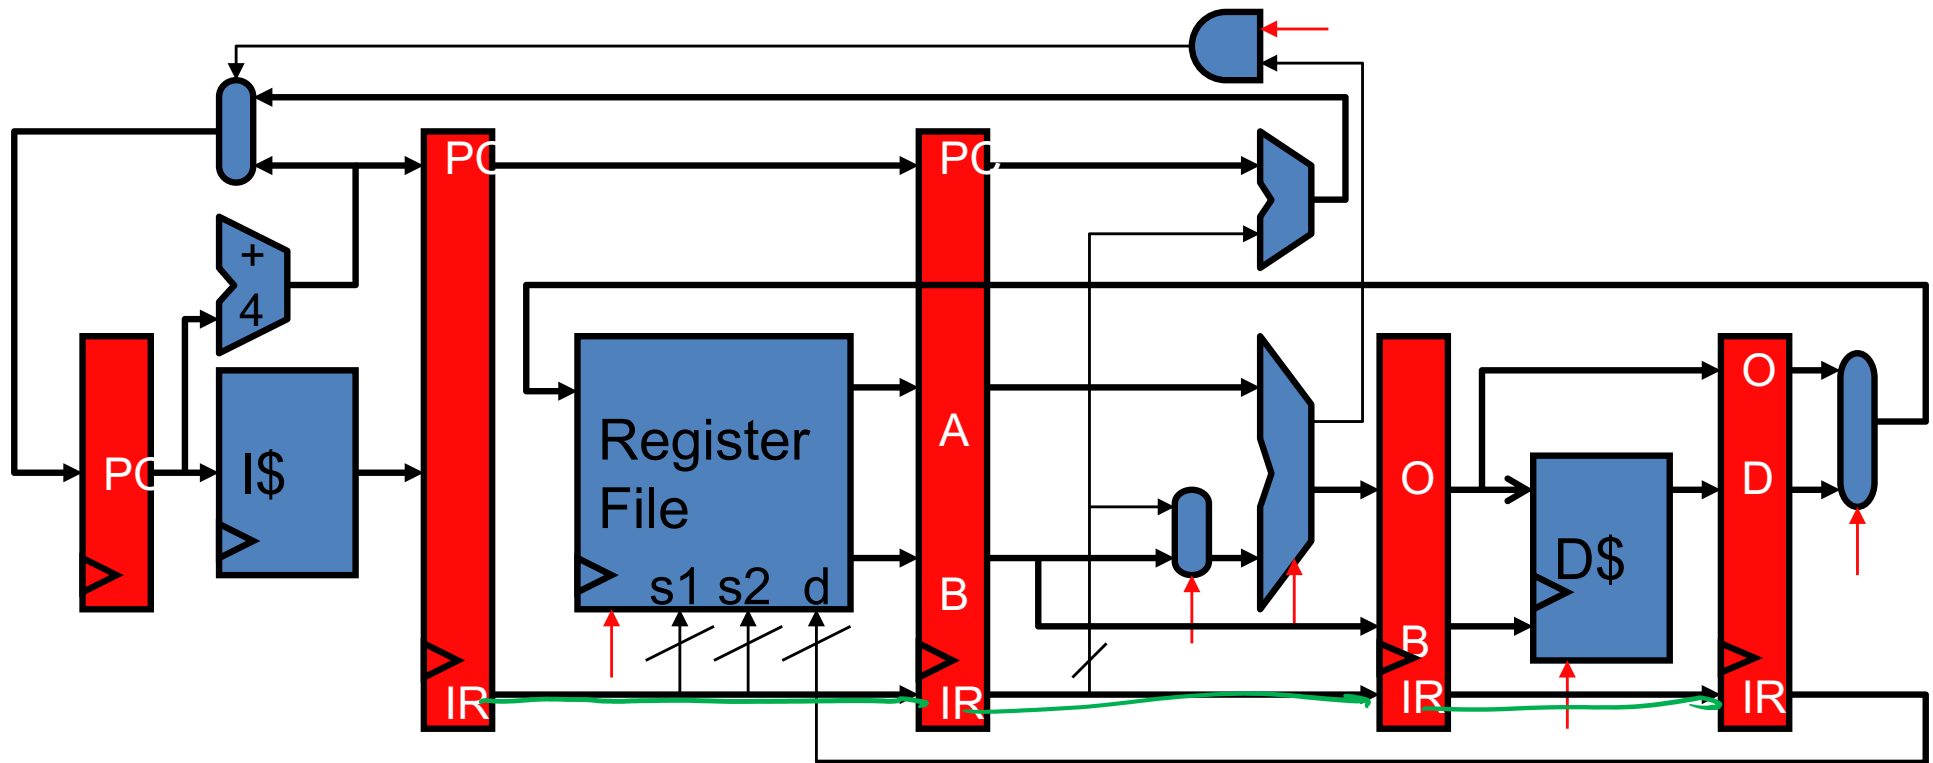 PC
PC
+
4
O
A
Register
File
PC
I$
O
D
D$
s1 s2 d
B
B
IR
IR
IR
IR